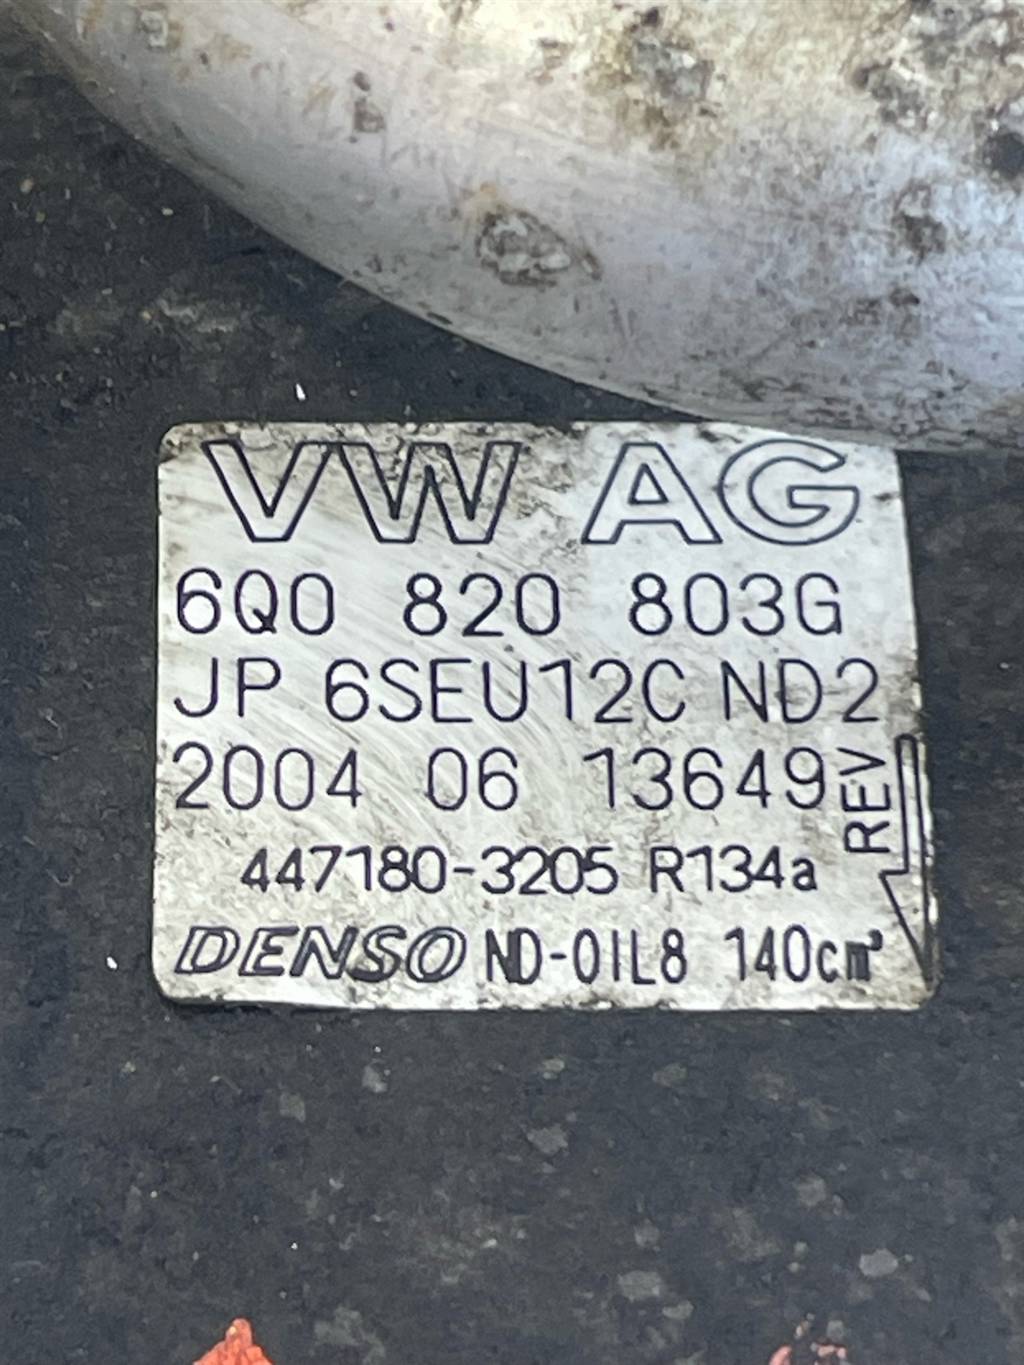 VW AG
6Q0 820 803G
JP 6SEU12C ND2
2004 06 13649
REV
447180-3205 R134a
DENSO ND-OIL8 140cm³